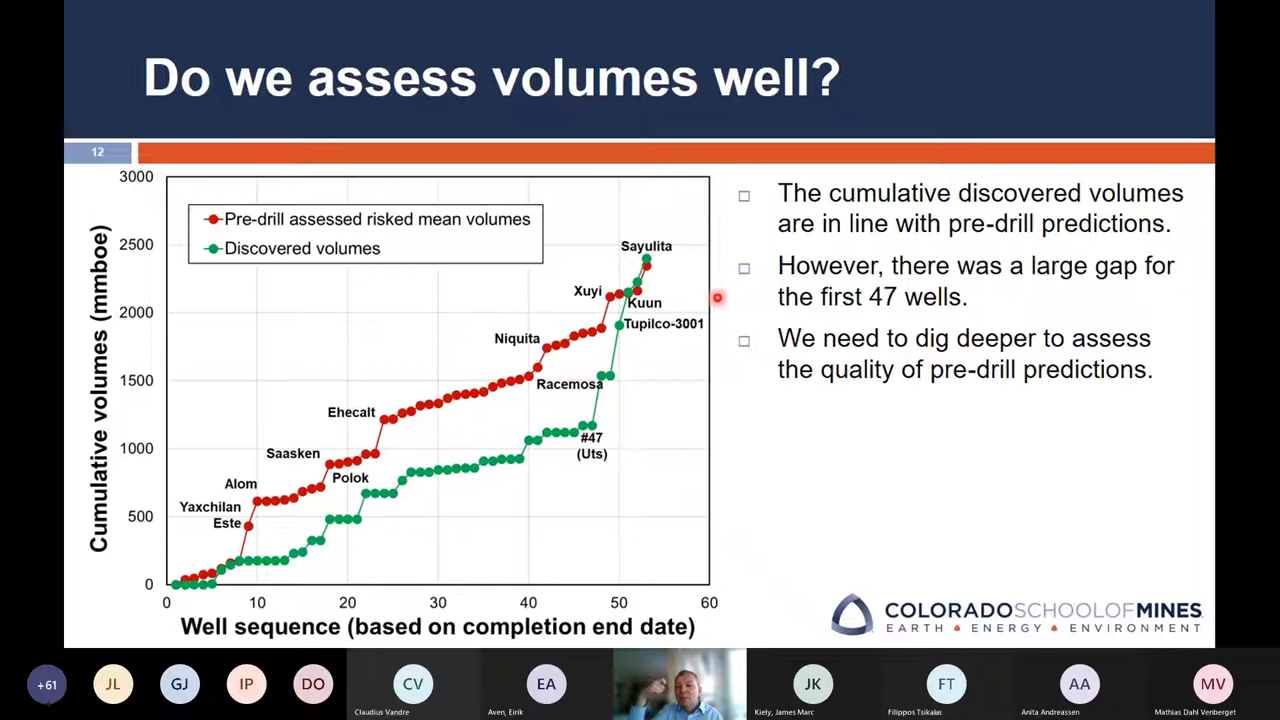 Do we assess volumes well?
12
Cumulative volumes (mmboe)
3000
2500
2000
1500
1000
500
0
Pre-drill assessed risked mean volumes
Discovered volumes
Sayulita
Xuyi
Kuun
Tupilco-3001
Niquita
Racemosa
Ehecalt
#47
(Uts)
Saasken
Polok
Alom
Yaxchilan
Este
0
10
20
30
40
50
60
Well sequence (based on completion end date)
The cumulative discovered volumes
are in line with pre-drill predictions.
However, there was a large gap for
the first 47 wells.
We need to dig deeper to assess
the quality of pre-drill predictions.
COLORADOSCHOOLOFMINES
EARTH • ENERGY • ENVIRONMENT
+61
JL
GJ
IP
DO
CV
Claudius Vandre
EA
Aven, Eirik
JK
Kiely, James Marc
FT
Filippos Tsikalas
AA
Anita Andreassen
MV
Mathias Dahl Venberget